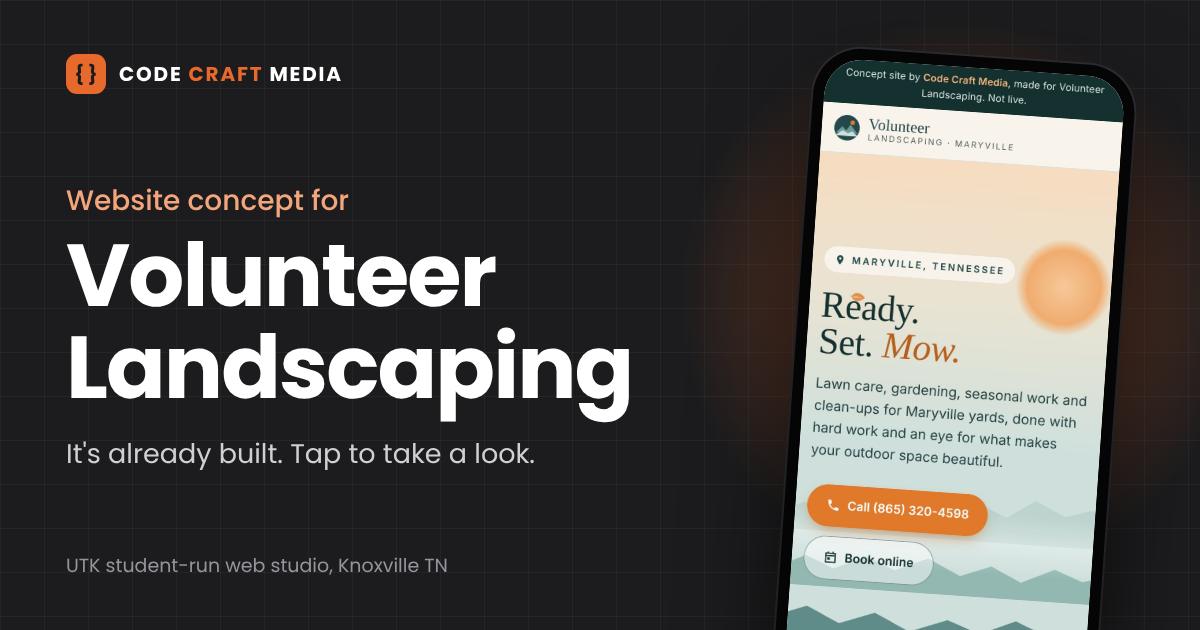 { } CODE CRAFT MEDIA
Website concept for
Volunteer
Landscaping
It's already built. Tap to take a look.
UTK student-run web studio, Knoxville TN
Concept site by Code Craft Media, made for Volunteer
Landscaping. Not live.
Volunteer
LANDSCAPING · MARYVILLE
MARYVILLE, TENNESSEE
Ready.
Set. Mow.
Lawn care, gardening, seasonal work and
clean-ups for Maryville yards, done with
hard work and an eye for what makes
your outdoor space beautiful.
Call (865) 320-4598
Book online